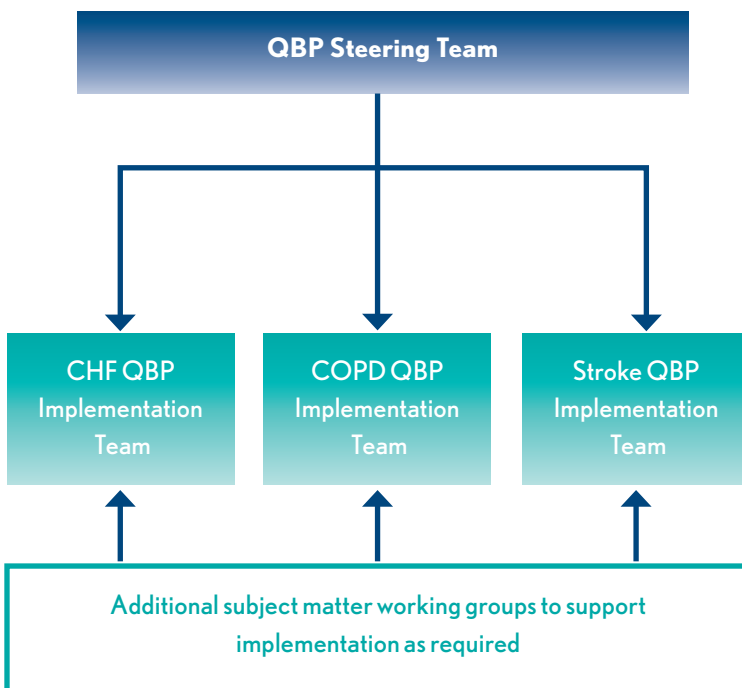 QBP Steering Team
CHF QBP
Implementation
Team
COPD QBP
Implementation
Team
Stroke QBP
Implementation
Team
Additional subject matter working groups to support
implementation as required